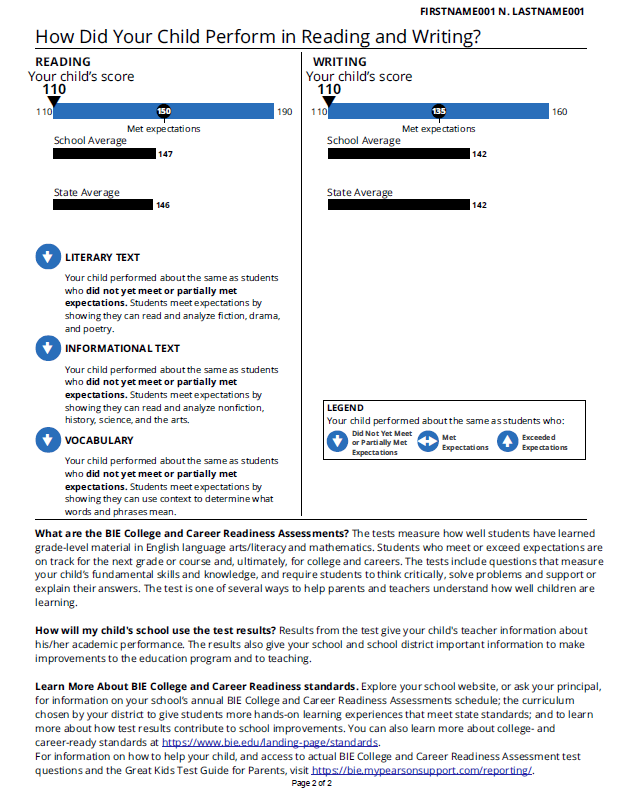 FIRSTNAME001 N. LASTNAME001
How Did Your Child Perform in Reading and Writing?
READING
Your child's score
110
110
150
190
Met expectations
School Average
147
State Average
146
LITERARY TEXT
Your child performed about the same as students
who did not yet meet or partially met
expectations. Students meet expectations by
showing they can read and analyze fiction, drama,
and poetry.
INFORMATIONAL TEXT
Your child performed about the same as students
who did not yet meet or partially met
expectations. Students meet expectations by
showing they can read and analyze nonfiction,
history, science, and the arts.
VOCABULARY
Your child performed about the same as students
who did not yet meet or partially met
expectations. Students meet expectations by
showing they can use context to determine what
words and phrases mean.
WRITING
Your child's score
110
110
135
160
Met expectations
School Average
142
State Average
142
LEGEND
Your child performed about the same as students who:
Did Not Yet Meet
or Partially Met
Expectations
Met
Expectations
Exceeded
Expectations
What are the BIE College and Career Readiness Assessments? The tests measure how well students have learned
grade-level material in English language arts/literacy and mathematics. Students who meet or exceed expectations are
on track for the next grade or course and, ultimately, for college and careers. The tests include questions that measure
your child's fundamental skills and knowledge, and require students to think critically, solve problems and support or
explain their answers. The test is one of several ways to help parents and teachers understand how well children are
learning.
How will my child's school use the test results? Results from the test give your child's teacher information about
his/her academic performance. The results also give your school and school district important information to make
improvements to the education program and to teaching.
Learn More About BIE College and Career Readiness standards. Explore your school website, or ask your principal,
for information on your school's annual BIE College and Career Readiness Assessments schedule; the curriculum
chosen by your district to give students more hands-on learning experiences that meet state standards; and to learn
more about how test results contribute to school improvements. You can also learn more about college- and
career-ready standards at https://www.bie.edu/landing-page/standards.
For information on how to help your child, and access to actual BIE College and Career Readiness Assessment test
questions and the Great Kids Test Guide for Parents, visit https://bie.mypearsonsupport.com/reporting/.
Page 2 of 2